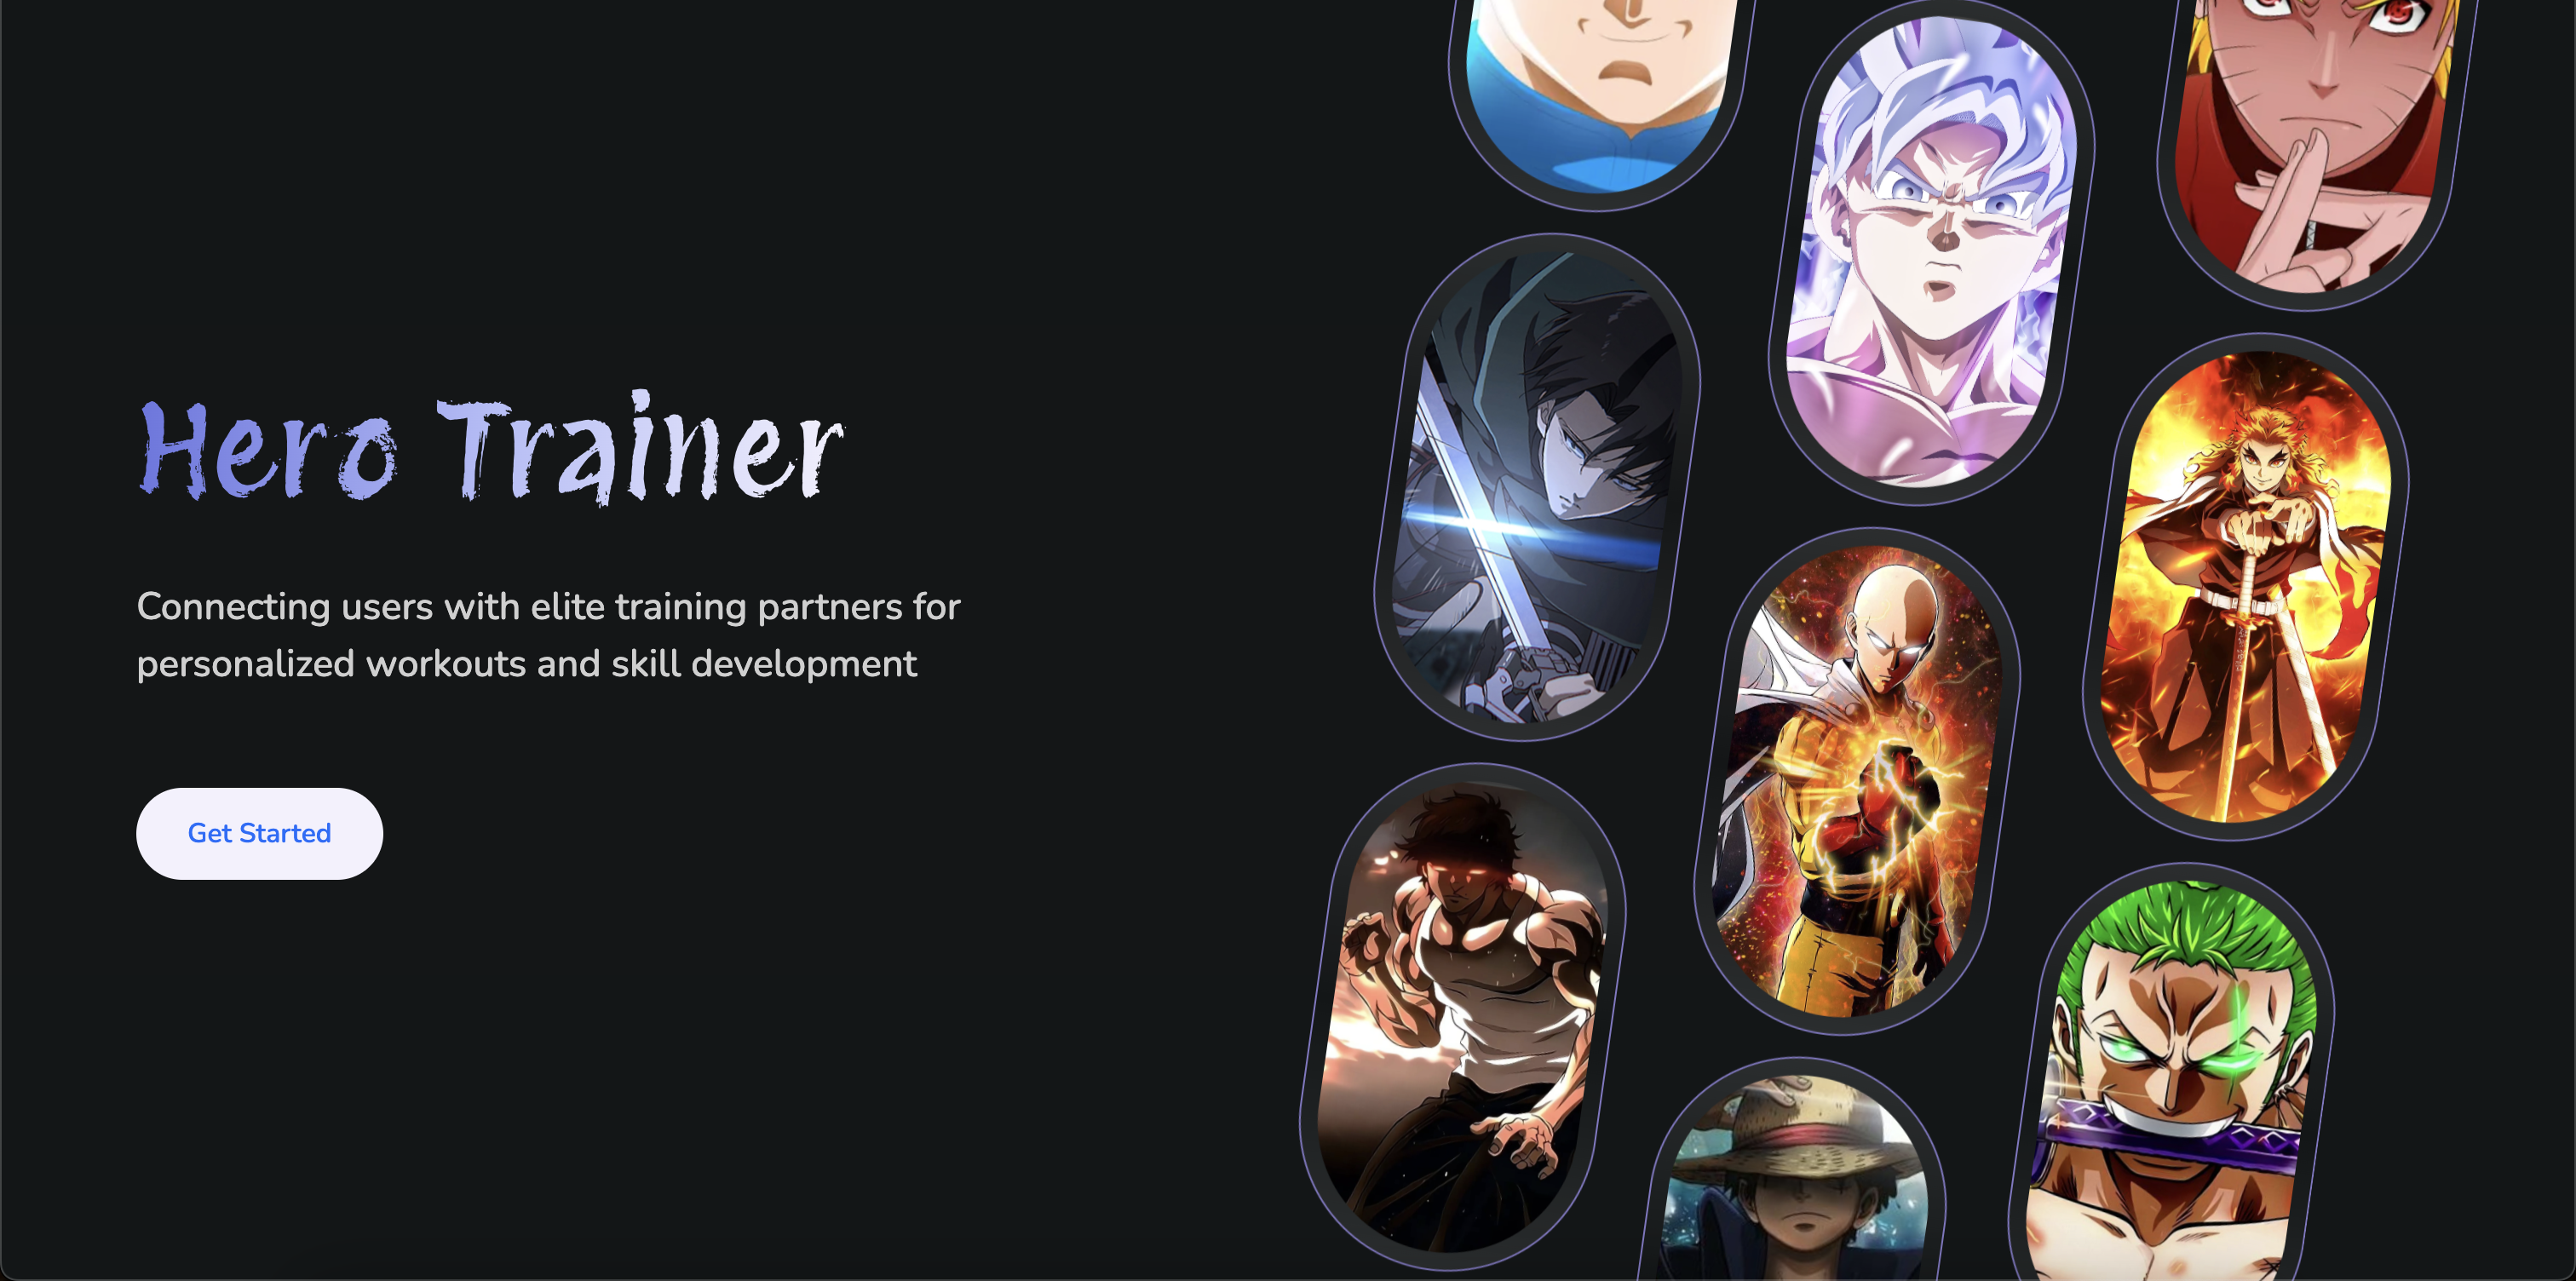 Hero Trainer
Connecting users with elite training partners for
personalized workouts and skill development
Get Started